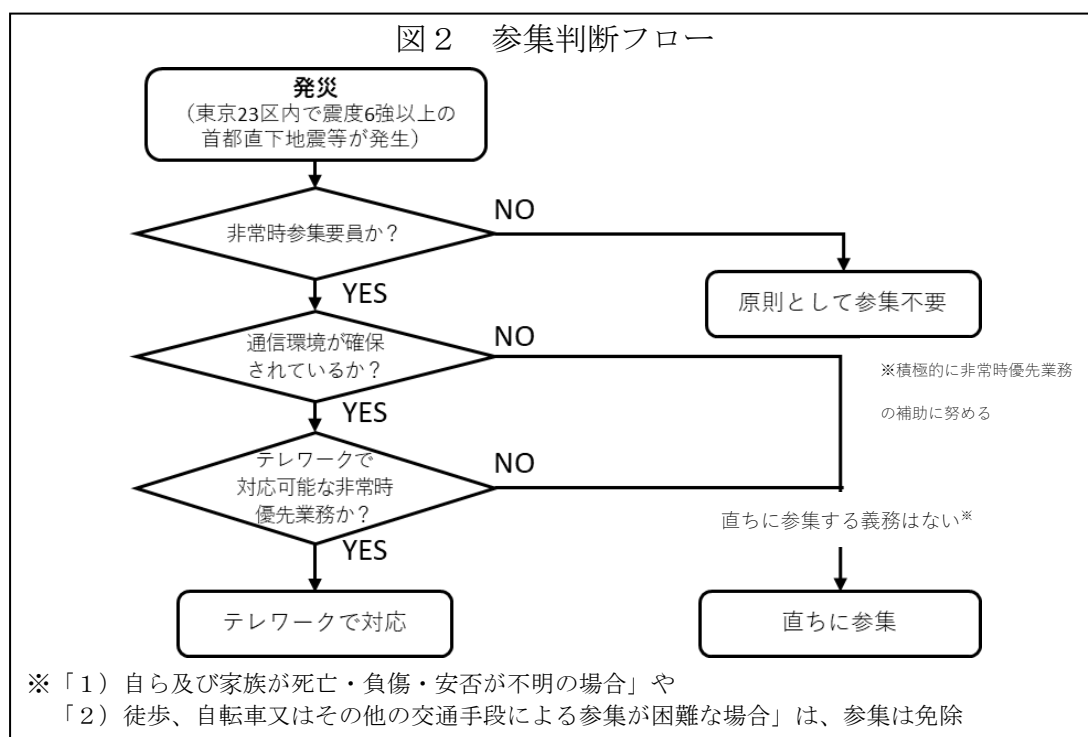 図２　参集判断フロー
発災
（東京23区内で震度6強以上の
首都直下地震等が発生）
非常時参集要員か？
NO
YES
原則として参集不要
※積極的に非常時優先業務
の補助に努める
通信環境が確保
されているか？
NO
YES
テレワークで
対応可能な非常時
優先業務か？
NO
YES
直ちに参集する義務はない※
テレワークで対応
直ちに参集
※「１）自ら及び家族が死亡・負傷・安否が不明の場合」や
「２）徒歩、自転車又はその他の交通手段による参集が困難な場合」は、参集は免除